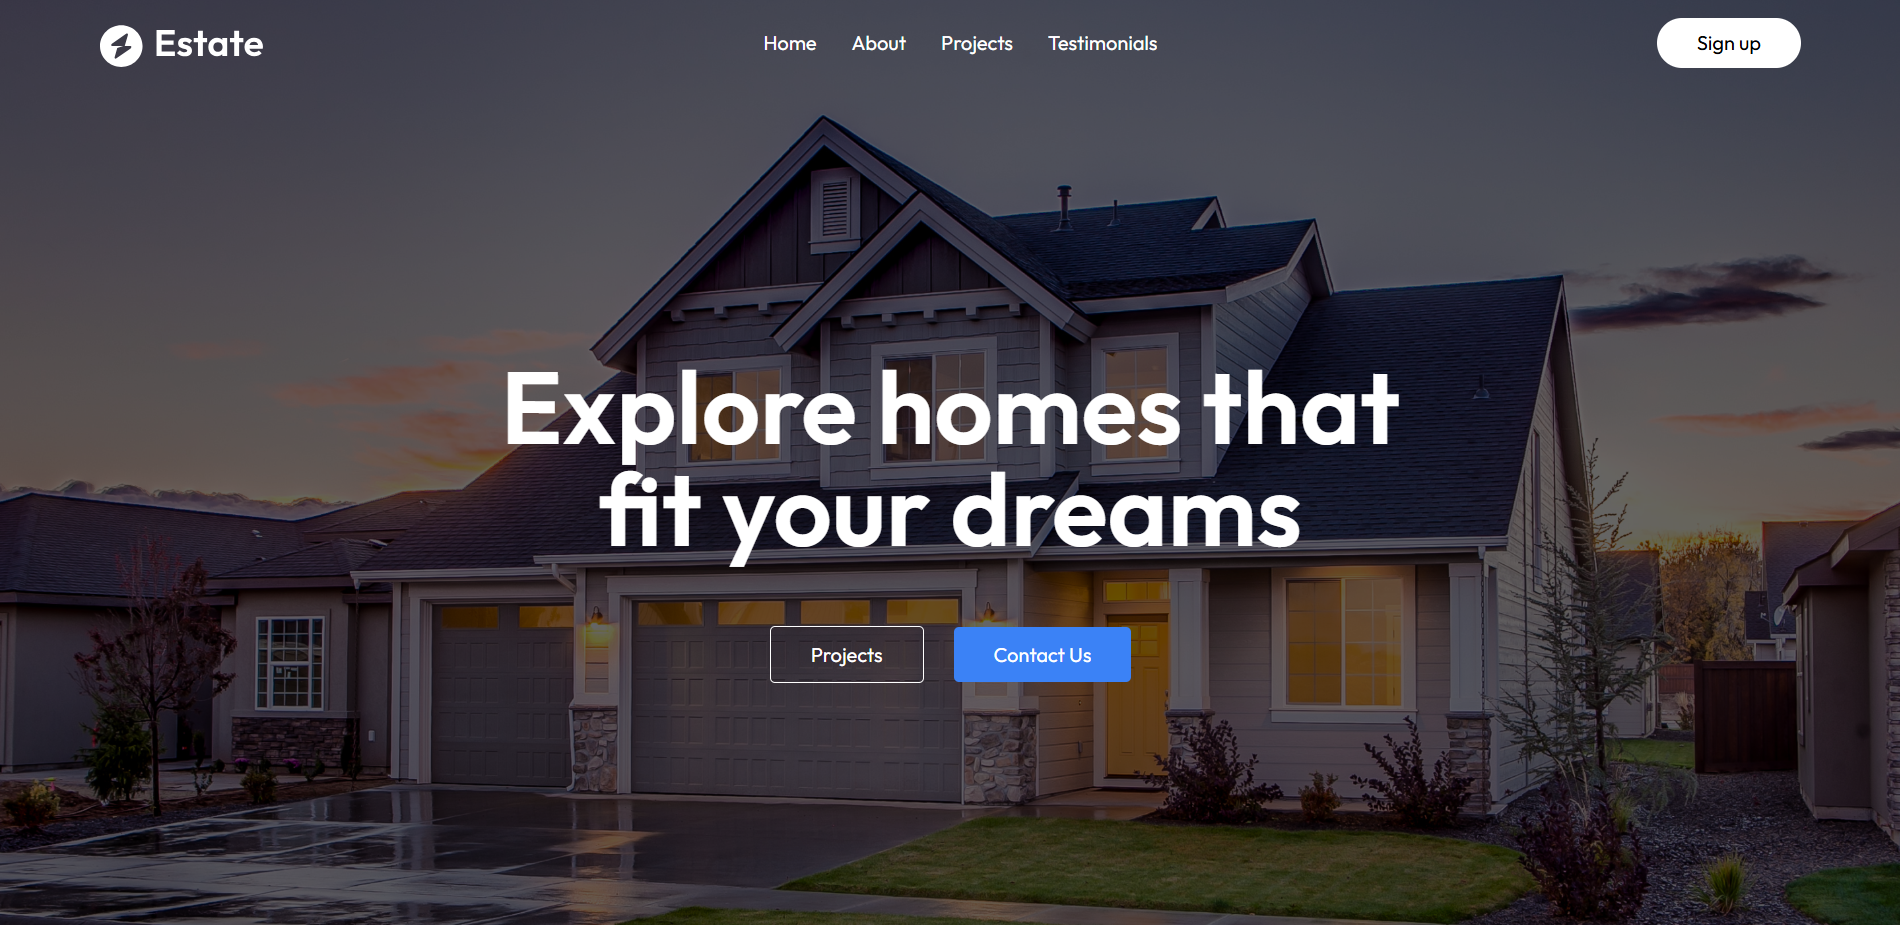 Estate
Home About Projects Testimonials
Sign up
Explore homes that
fit your dreams
Projects Contact Us